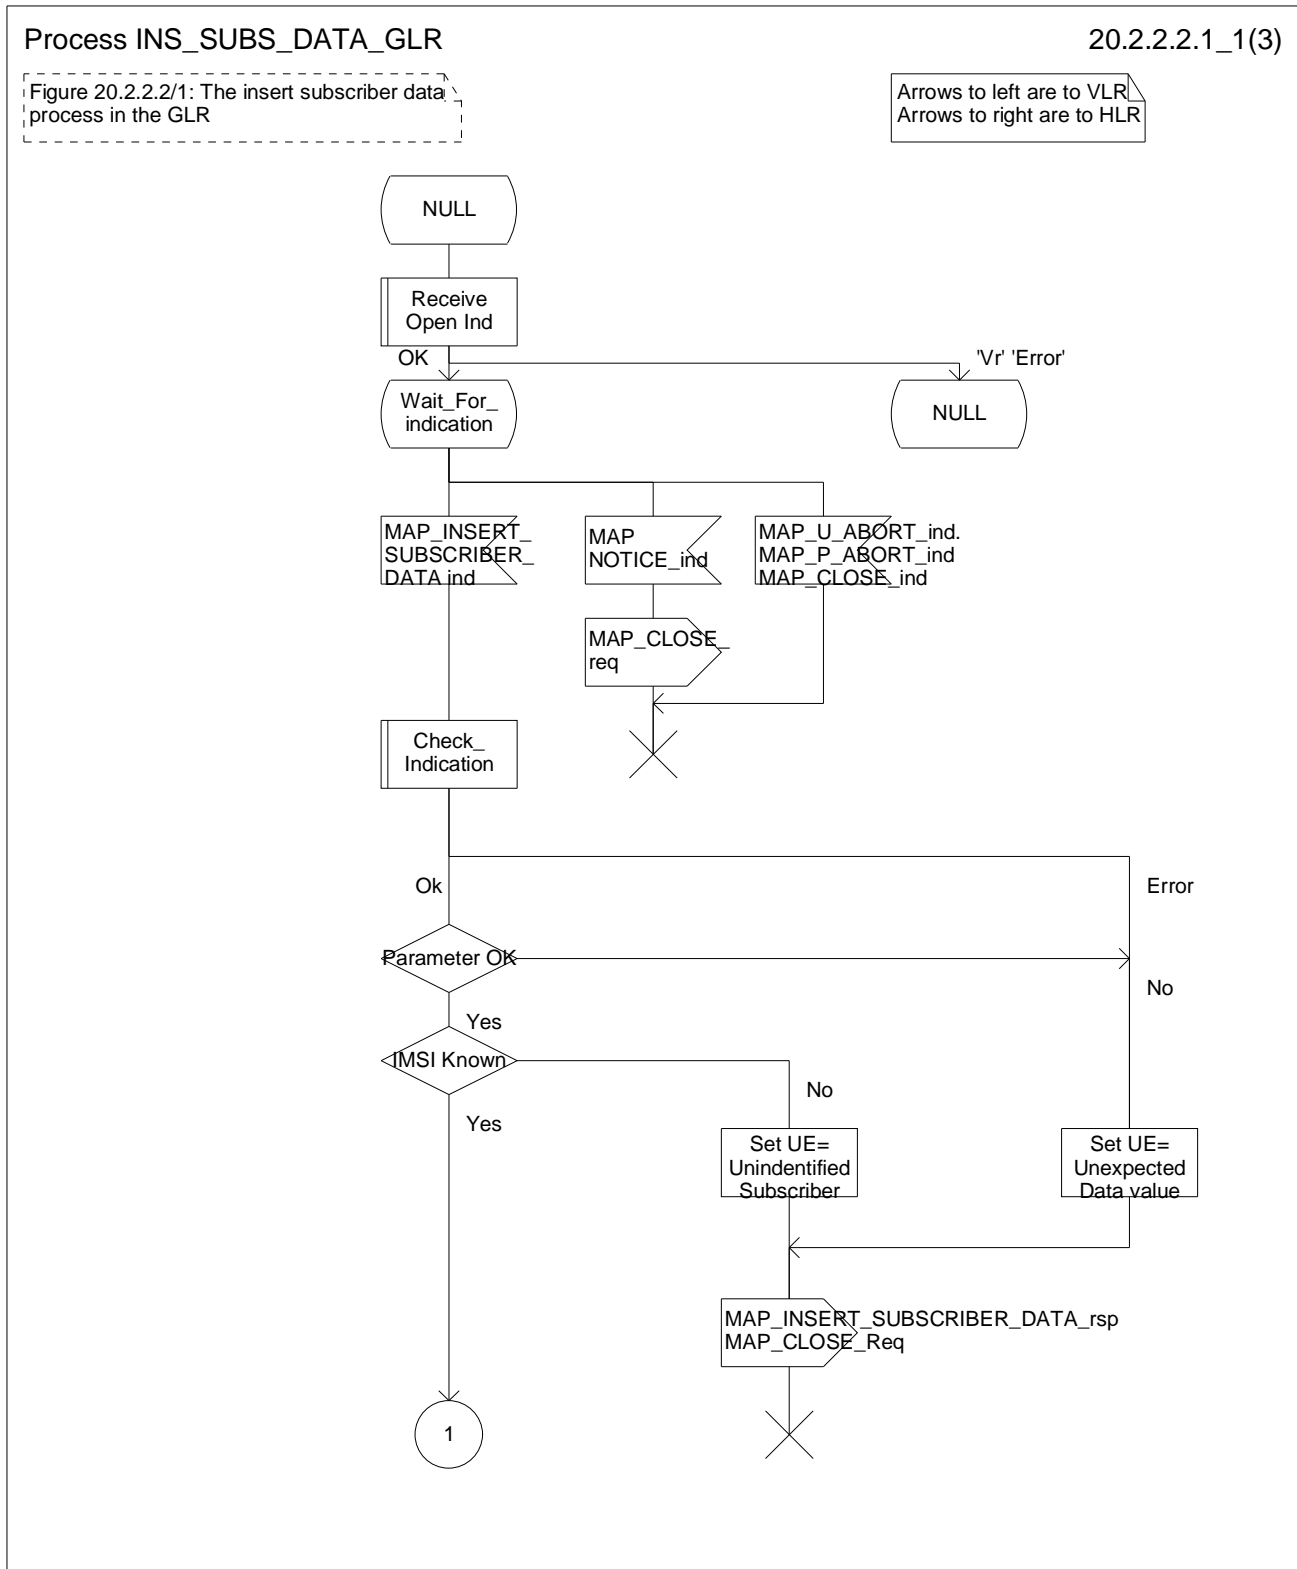 Process INS_SUBS_DATA_GLR
20.2.2.2.1_1(3)
Figure 20.2.2.2/1: The insert subscriber data
process in the GLR
Arrows to left are to VLR
Arrows to right are to HLR
NULL
Receive
Open Ind
OK
'Vr' 'Error'
Wait_For_
indication
NULL
MAP_INSERT_
SUBSCRIBER_
DATA ind
MAP
NOTICE_ind
MAP_U_ABORT_ind.
MAP_P_ABORT_ind
MAP_CLOSE_ind
MAP_CLOSE_
req
Check_
Indication
Ok
Error
Parameter OK
No
Yes
IMSI Known
No
Yes
Set UE=
Unindentified
Subscriber
Set UE=
Unexpected
Data value
MAP_INSERT_SUBSCRIBER_DATA_rsp
MAP_CLOSE_Req
1